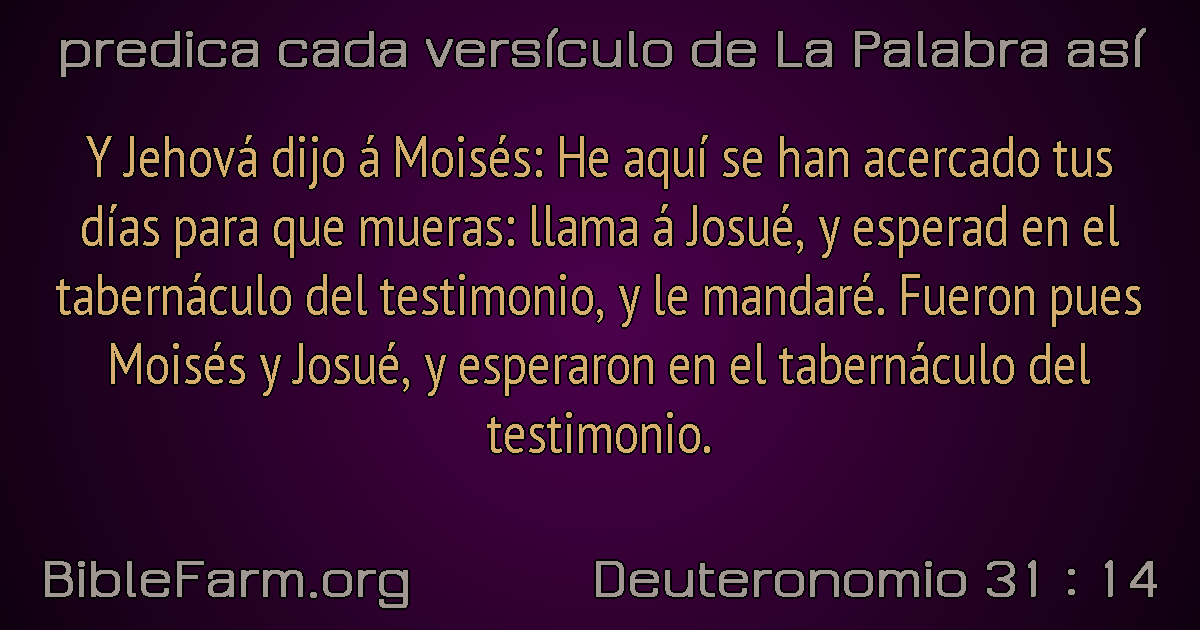 predica cada versículo de La Palabra así
Y Jehová dijo á Moisés: He aquí se han acercado tus
días para que mueras: llama á Josué, y esperad en el
tabernáculo del testimonio, y le mandaré. Fueron pues
Moisés y Josué, y esperaron en el tabernáculo del
testimonio.
BibleFarm.org
Deuteronomio 31 : 14